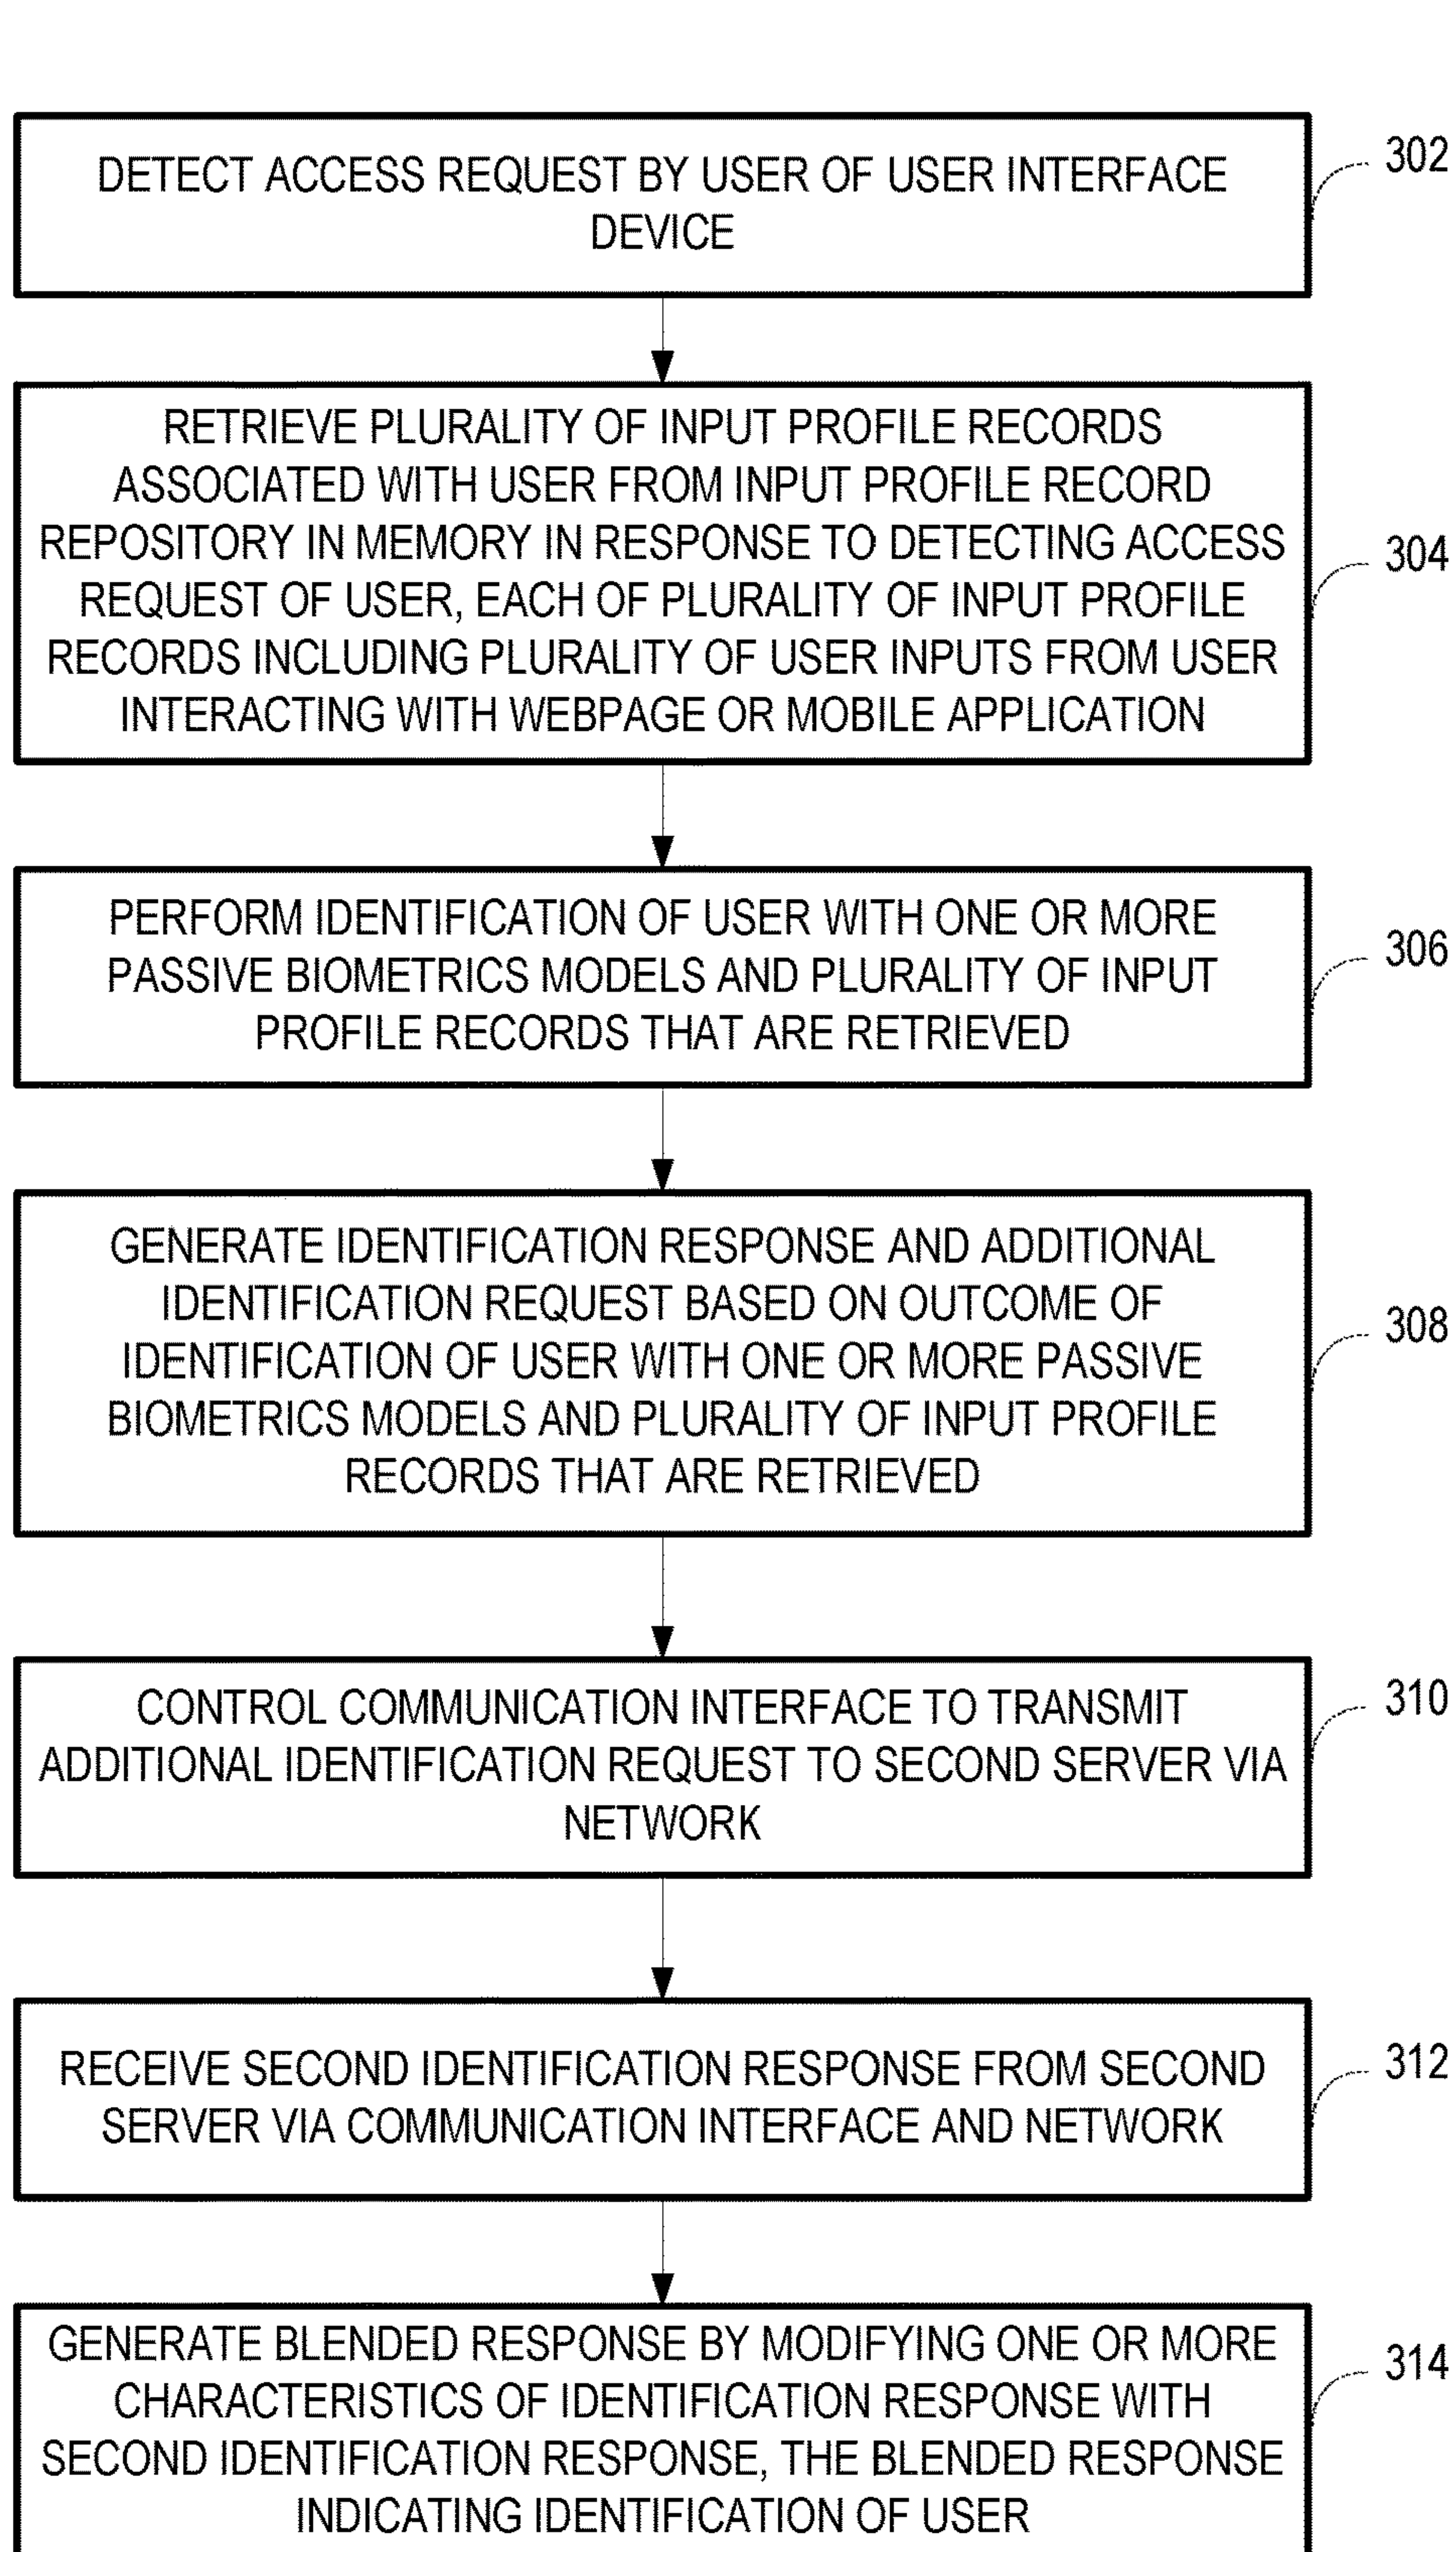 DETECT ACCESS REQUEST BY USER OF USER INTERFACE
DEVICE
302
RETRIEVE PLURALITY OF INPUT PROFILE RECORDS
ASSOCIATED WITH USER FROM INPUT PROFILE RECORD
REPOSITORY IN MEMORY IN RESPONSE TO DETECTING ACCESS
REQUEST OF USER, EACH OF PLURALITY OF INPUT PROFILE
RECORDS INCLUDING PLURALITY OF USER INPUTS FROM USER
INTERACTING WITH WEBPAGE OR MOBILE APPLICATION
304
PERFORM IDENTIFICATION OF USER WITH ONE OR MORE
PASSIVE BIOMETRICS MODELS AND PLURALITY OF INPUT
PROFILE RECORDS THAT ARE RETRIEVED
306
GENERATE IDENTIFICATION RESPONSE AND ADDITIONAL
IDENTIFICATION REQUEST BASED ON OUTCOME OF
IDENTIFICATION OF USER WITH ONE OR MORE PASSIVE
BIOMETRICS MODELS AND PLURALITY OF INPUT PROFILE
RECORDS THAT ARE RETRIEVED
308
CONTROL COMMUNICATION INTERFACE TO TRANSMIT
ADDITIONAL IDENTIFICATION REQUEST TO SECOND SERVER VIA
NETWORK
310
RECEIVE SECOND IDENTIFICATION RESPONSE FROM SECOND
SERVER VIA COMMUNICATION INTERFACE AND NETWORK
312
GENERATE BLENDED RESPONSE BY MODIFYING ONE OR MORE
CHARACTERISTICS OF IDENTIFICATION RESPONSE WITH
SECOND IDENTIFICATION RESPONSE, THE BLENDED RESPONSE
INDICATING IDENTIFICATION OF USER
314